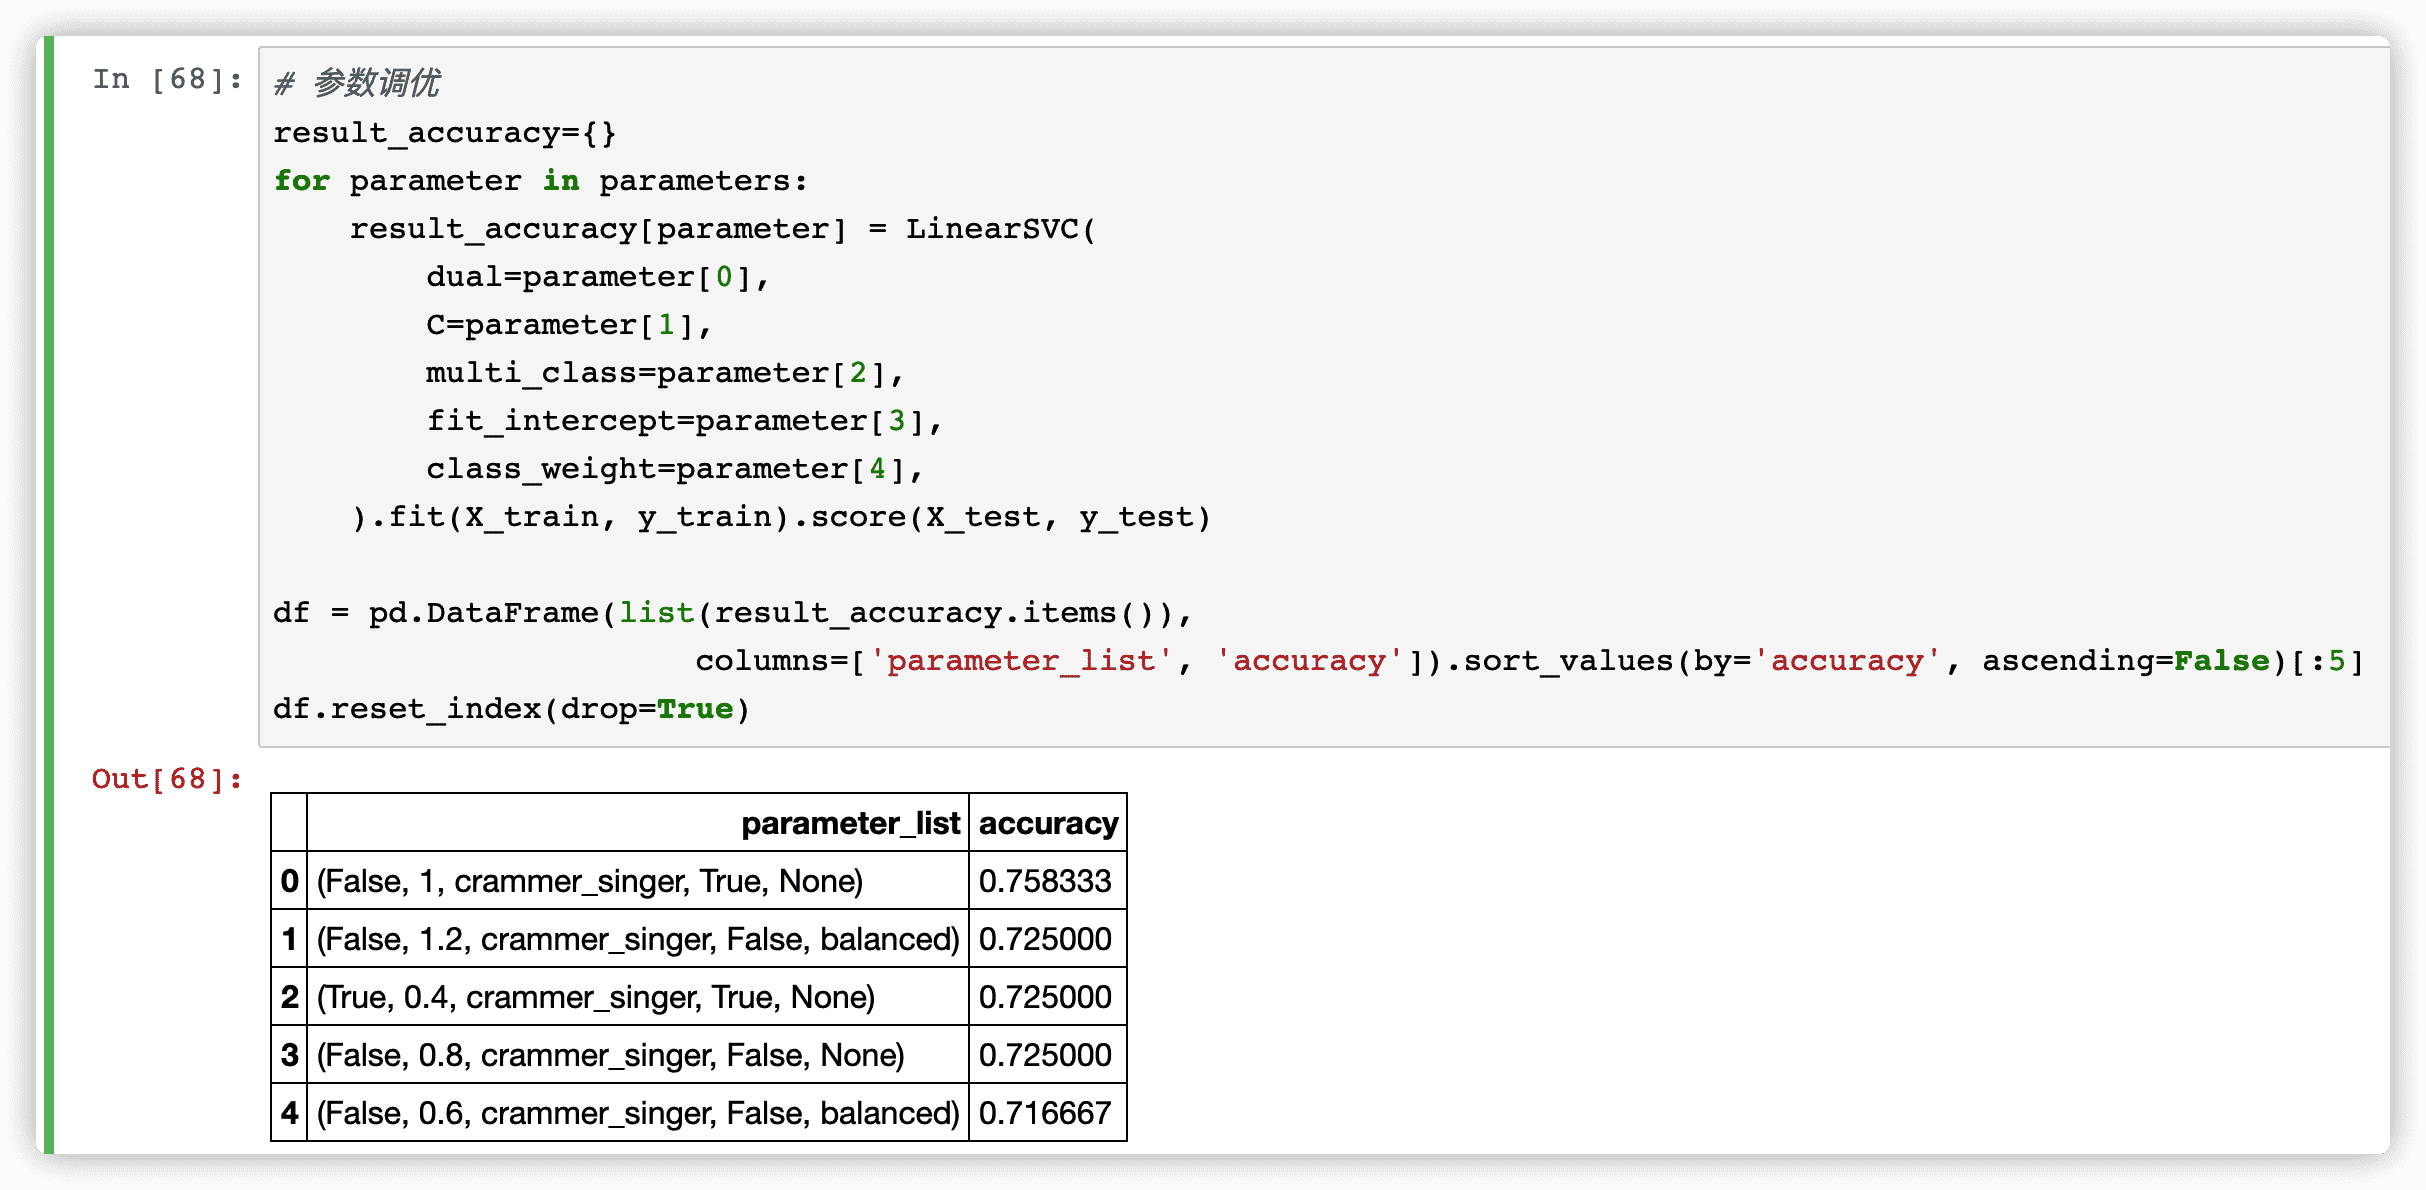 In [68]:
# 参数调优
result_accuracy={}
for parameter in parameters:
    result_accuracy[parameter] = LinearSVC(
        dual=parameter[0],
        C=parameter[1],
        multi_class=parameter[2],
        fit_intercept=parameter[3],
        class_weight=parameter[4],
    ).fit(X_train, y_train).score(X_test, y_test)

df = pd.DataFrame(list(result_accuracy.items()),
                      columns=['parameter_list', 'accuracy']).sort_values(by='accuracy', ascending=False)[:5]
df.reset_index(drop=True)
Out[68]:
parameter_list accuracy
0 (False, 1, crammer_singer, True, None) 0.758333
1 (False, 1.2, crammer_singer, False, balanced) 0.725000
2 (True, 0.4, crammer_singer, True, None) 0.725000
3 (False, 0.8, crammer_singer, False, None) 0.725000
4 (False, 0.6, crammer_singer, False, balanced) 0.716667